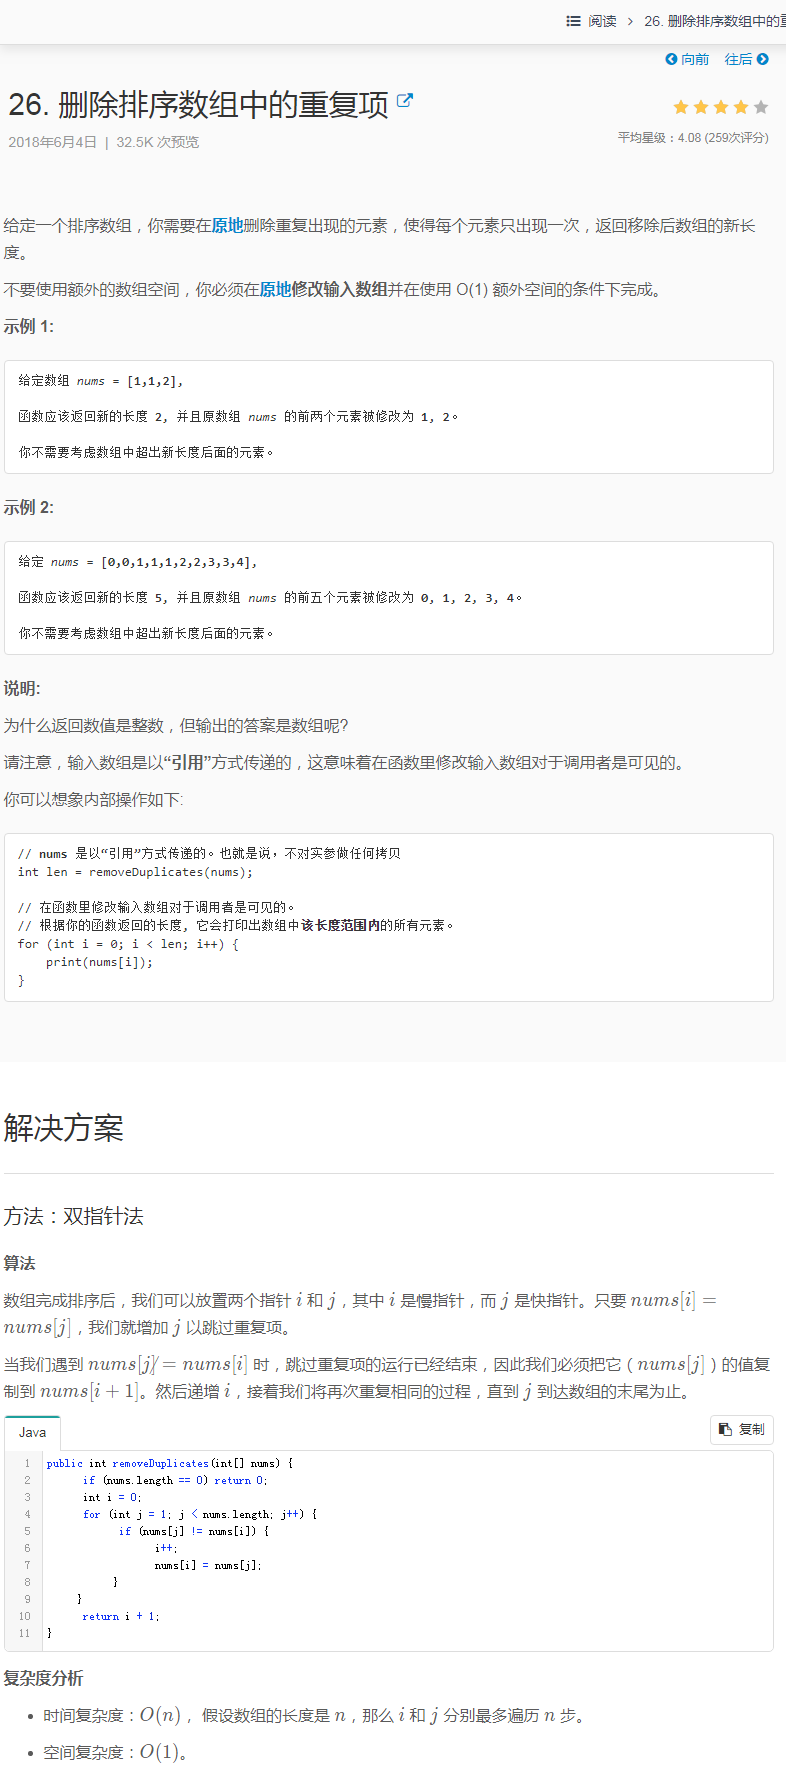 阅读 › 26. 删除排序数组中的重
向前 往后
26. 删除排序数组中的重复项
2018年6月4日 | 32.5K 次预览
平均星级：4.08 (259次评分)
给定一个排序数组，你需要在原地删除重复出现的元素，使得每个元素只出现一次，返回移除后数组的新长
度。
不要使用额外的数组空间，你必须在原地修改输入数组并在使用 O(1) 额外空间的条件下完成。
示例 1:
给定数组 nums = [1,1,2],
函数应该返回新的长度 2, 并且原数组 nums 的前两个元素被修改为 1, 2。
你不需要考虑数组中超出新长度后面的元素。
示例 2:
给定 nums = [0,0,1,1,1,2,2,3,3,4],
函数应该返回新的长度 5, 并且原数组 nums 的前五个元素被修改为 0, 1, 2, 3, 4。
你不需要考虑数组中超出新长度后面的元素。
说明:
为什么返回数值是整数，但输出的答案是数组呢?
请注意，输入数组是以“引用”方式传递的，这意味着在函数里修改输入数组对于调用者是可见的。
你可以想象内部操作如下:
// nums 是以“引用”方式传递的。也就是说，不对实参做任何拷贝
int len = removeDuplicates(nums);
// 在函数里修改输入数组对于调用者是可见的。
// 根据你的函数返回的长度, 它会打印出数组中该长度范围内的所有元素。
for (int i = 0; i < len; i++) {
    print(nums[i]);
}
解决方案
方法：双指针法
算法
数组完成排序后，我们可以放置两个指针 i 和 j，其中 i 是慢指针，而 j 是快指针。只要 nums[i] =
nums[j]，我们就增加 j 以跳过重复项。
当我们遇到 nums[j] ≠ nums[i] 时，跳过重复项的运行已经结束，因此我们必须把它（nums[j]）的值复
制到 nums[i + 1]。然后递增 i，接着我们将再次重复相同的过程，直到 j 到达数组的末尾为止。
Java 复制
1 public int removeDuplicates(int[] nums) {
2     if (nums.length == 0) return 0;
3     int i = 0;
4     for (int j = 1; j < nums.length; j++) {
5         if (nums[j] != nums[i]) {
6             i++;
7             nums[i] = nums[j];
8         }
9     }
10     return i + 1;
11 }
复杂度分析
• 时间复杂度：O(n)，假设数组的长度是 n，那么 i 和 j 分别最多遍历 n 步。
• 空间复杂度：O(1)。